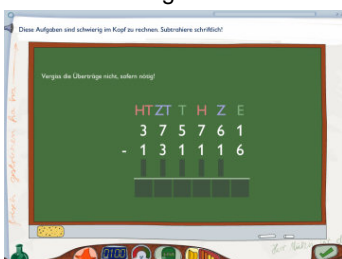 Diese Aufgaben sind schwierig im Kopf zu rechnen. Subtrahiere schriftlich!
Vergiss die Überträge nicht, sofern nötig!
HT ZT T H Z E
3 7 5 7 6 1
- 1 3 1 1 1 6